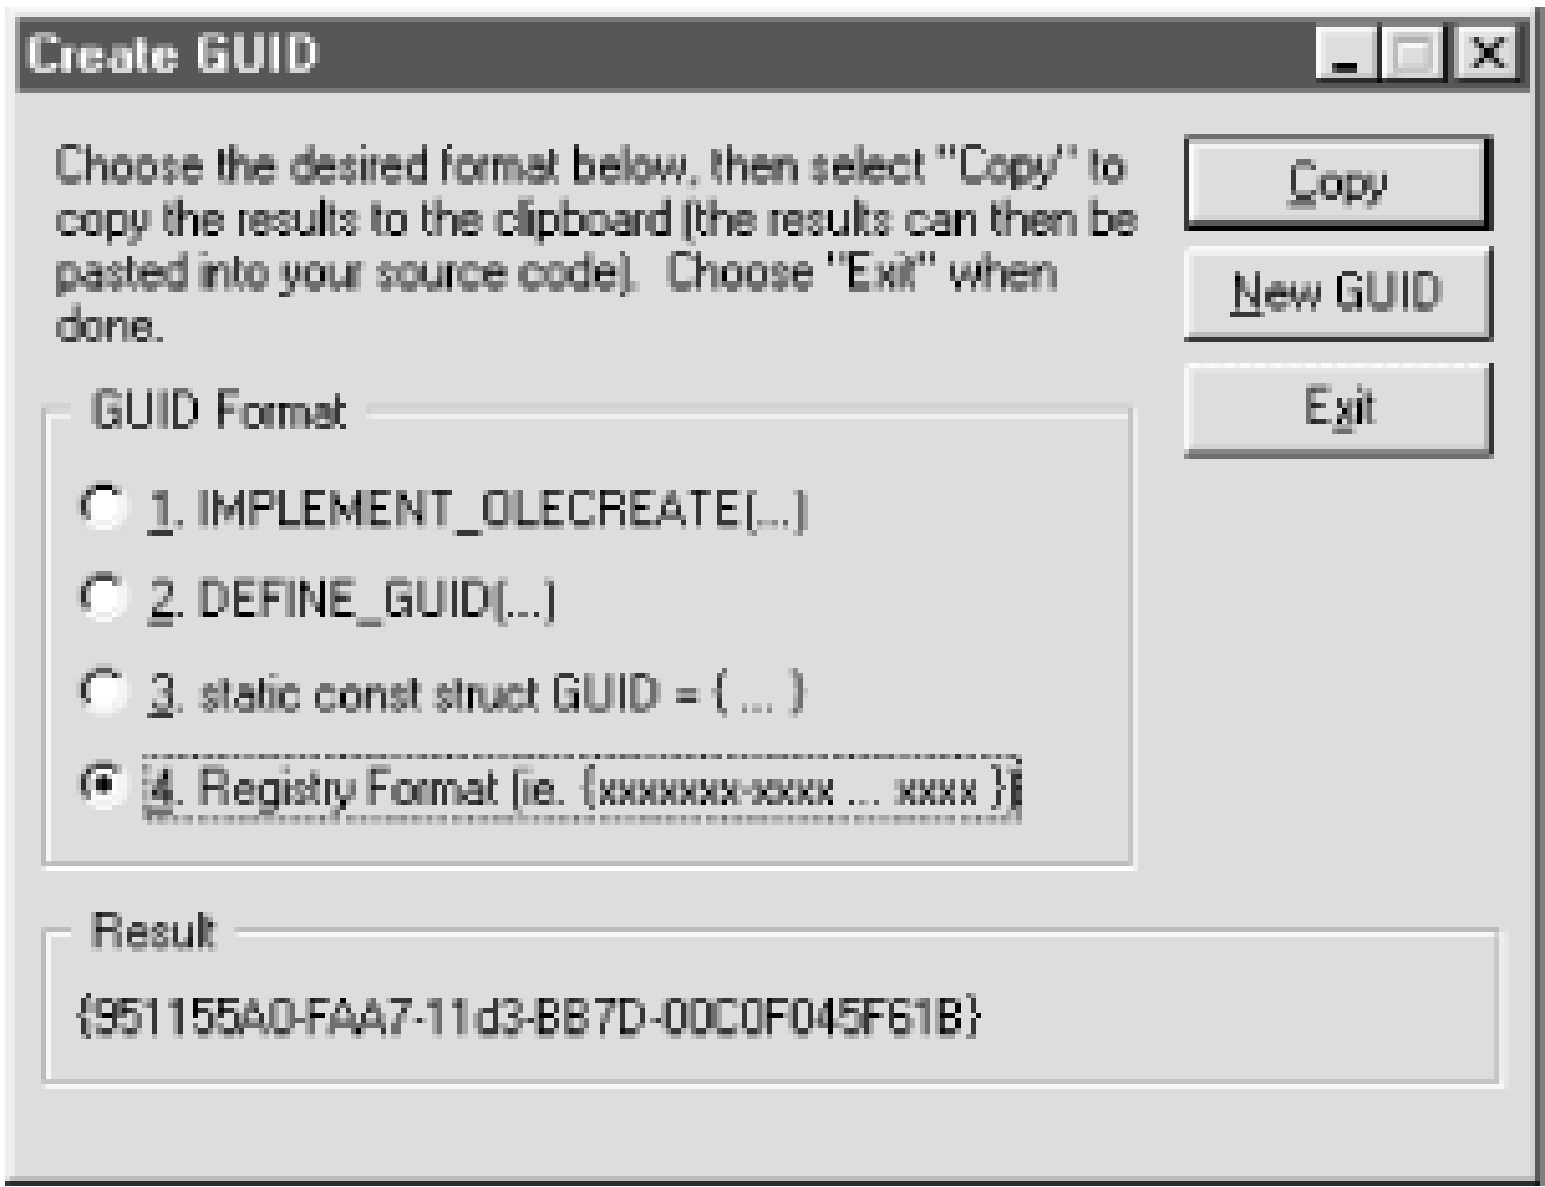 Create GUID
Choose the desired format below, then select "Copy" to
copy the results to the clipboard (the results can then be
pasted into your source code).  Choose "Exit" when
done.
Copy
New GUID
Exit
GUID Format
1. IMPLEMENT_OLECREATE(...)
2. DEFINE_GUID(...)
3. static const struct GUID = { ... }
4. Registry Format (ie. {xxxxxxx-xxxx ... xxxx })
Result
{951155A0-FAA7-11d3-BB7D-00C0F045F61B}